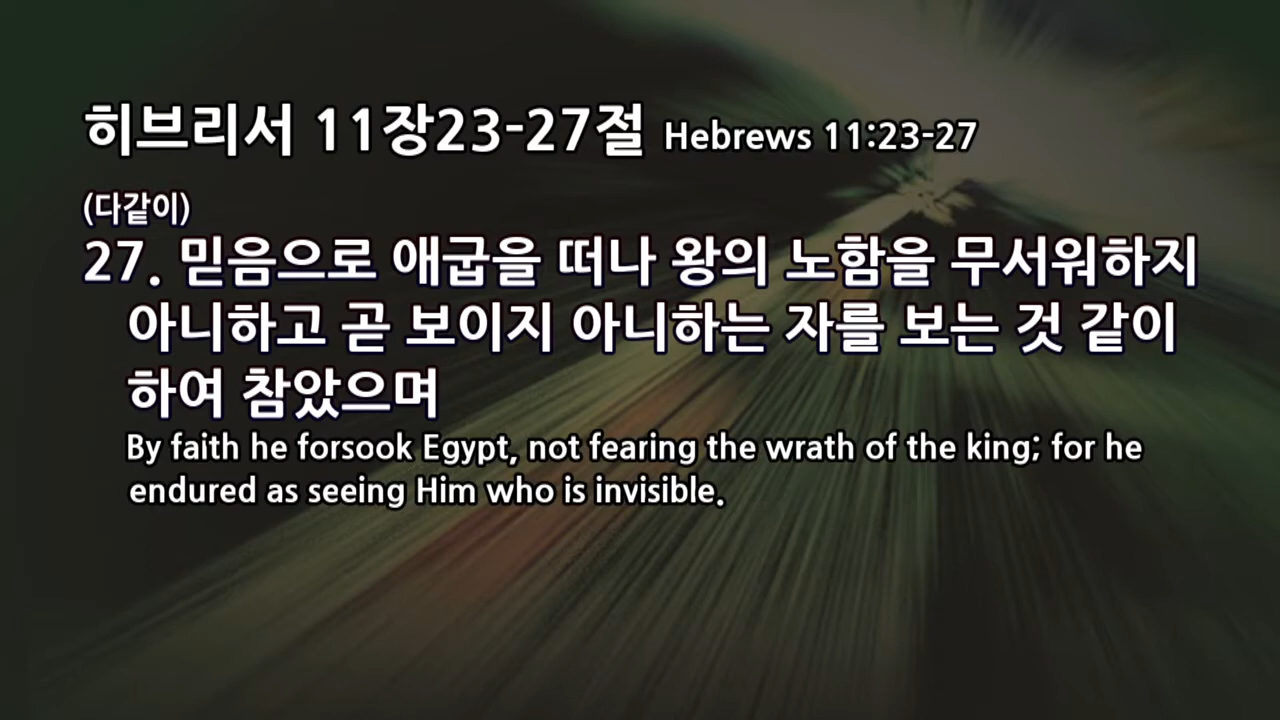 히브리서 11장23-27절 Hebrews 11:23-27
(다같이)
27. 믿음으로 애굽을 떠나 왕의 노함을 무서워하지
아니하고 곧 보이지 아니하는 자를 보는 것 같이
하여 참았으며
By faith he forsook Egypt, not fearing the wrath of the king; for he
endured as seeing Him who is invisible.